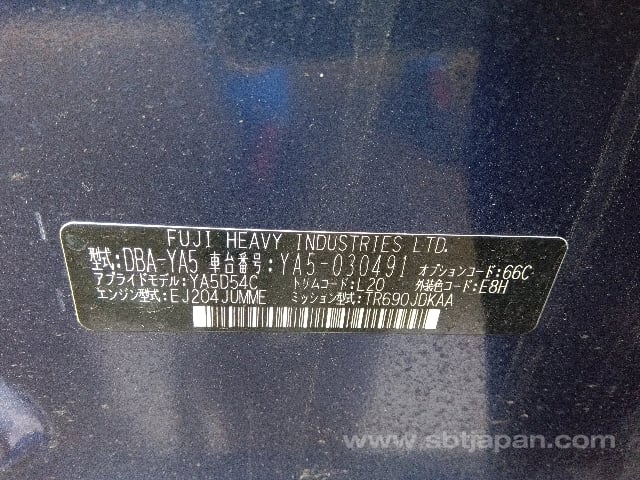 FUJI HEAVY INDUSTRIES LTD.
型式:DBA-YA5 車台番号:YA5-030491 オプションコード:66C
アプライドモデル:YA5D54C トリムコード:L20 外装色コード:E8H
エンジン型式:EJ204JUMME ミッション型式:TR690JDKAA
www.sbtjapan.com